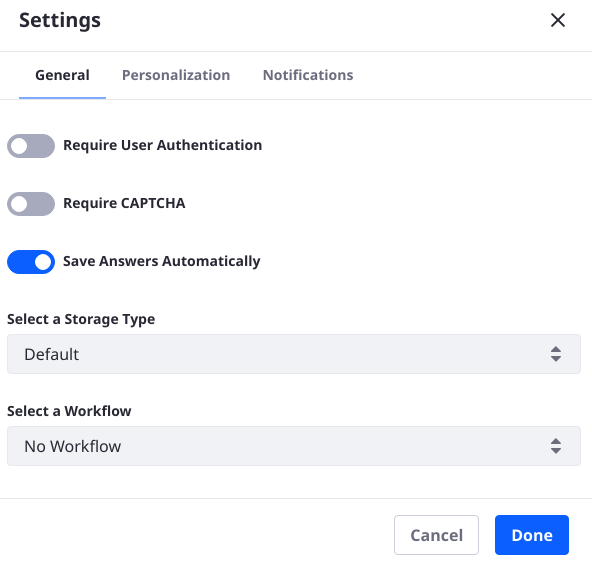 Settings
General Personalization Notifications
Require User Authentication
Require CAPTCHA
Save Answers Automatically
Select a Storage Type
Default
Select a Workflow
No Workflow
Cancel Done